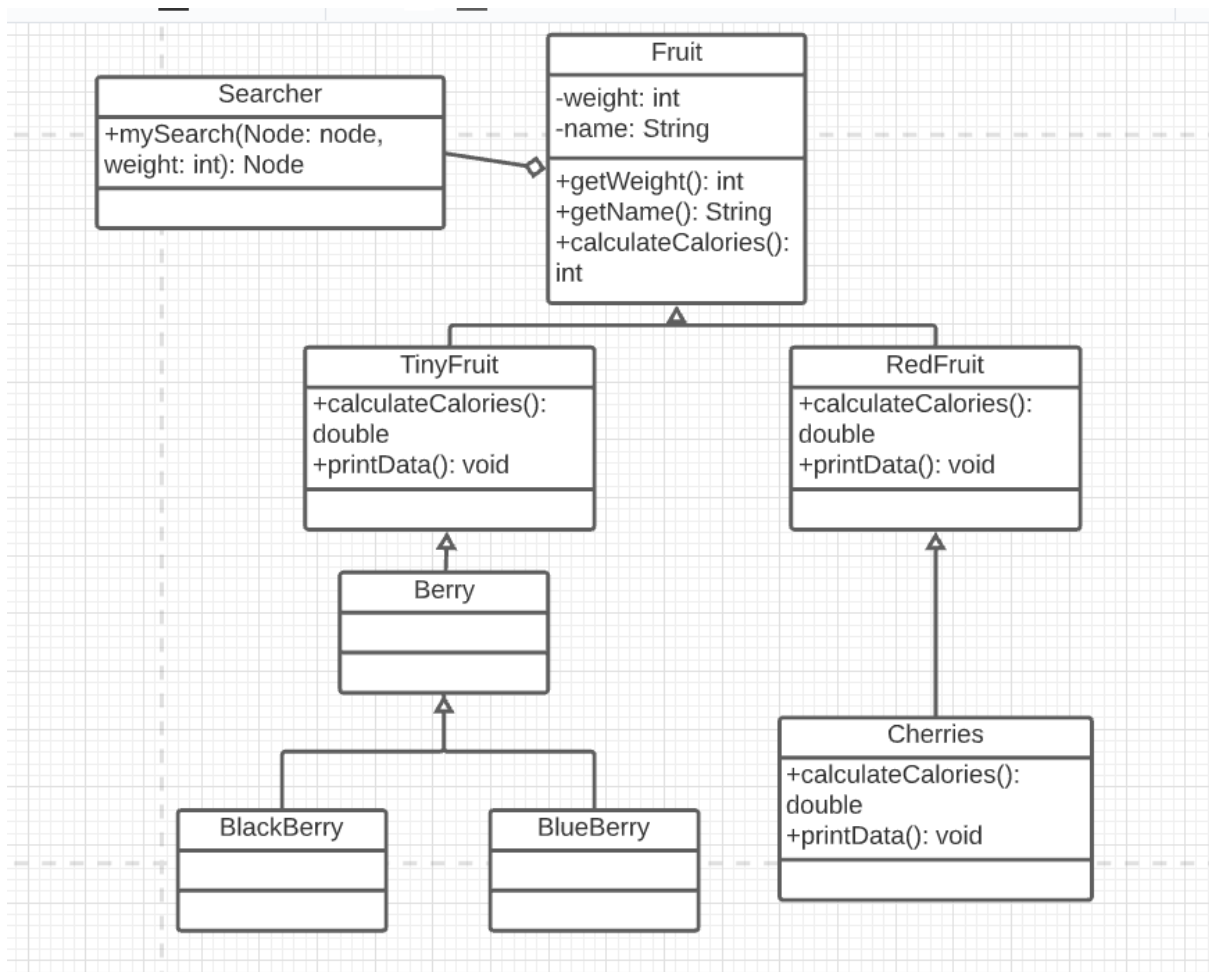 Fruit
-weight: int
-name: String
+getWeight(): int
+getName(): String
+calculateCalories():
int
Searcher
+mySearch(Node: node,
weight: int): Node
TinyFruit
+calculateCalories():
double
+printData(): void
RedFruit
+calculateCalories():
double
+printData(): void
Berry
Cherries
+calculateCalories():
double
+printData(): void
BlackBerry
BlueBerry